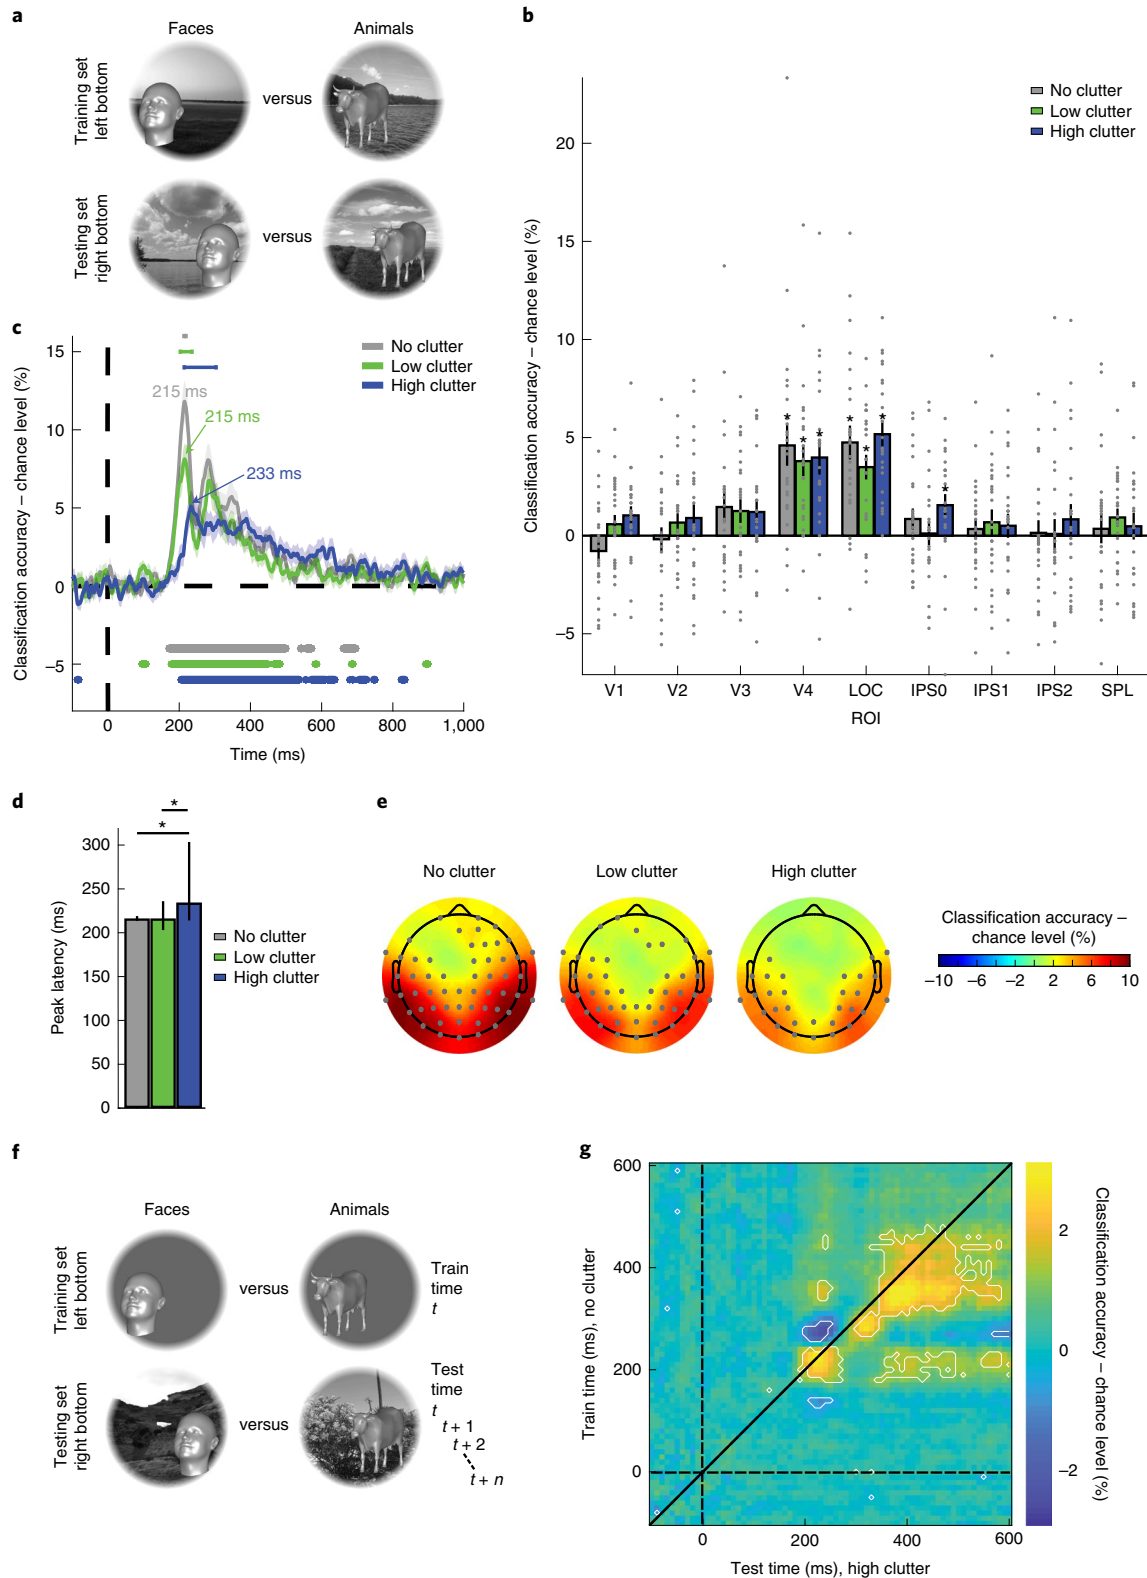 a
Faces
Animals
Training set
left bottom
versus
Testing set
right bottom
versus
b
Classification accuracy – chance level (%)
20
15
10
5
0
–5
No clutter
Low clutter
High clutter
* * * * * * *
V1 V2 V3 V4 LOC IPS0 IPS1 IPS2 SPL
ROI
c
Classification accuracy – chance level (%)
15
10
5
0
–5
No clutter
Low clutter
High clutter
215 ms
215 ms
233 ms
0 200 400 600 800 1,000
Time (ms)
d
*
*
Peak latency (ms)
300
250
200
150
100
50
0
No clutter
Low clutter
High clutter
e
No clutter
Low clutter
High clutter
Classification accuracy –
chance level (%)
–10 –6 –2 2 6 10
f
Faces
Animals
Training set
left bottom
versus
Train
time
t
Testing set
right bottom
versus
Test
time
t
t + 1
t + 2
t + n
g
Train time (ms), no clutter
600
400
200
0
0 200 400 600
Test time (ms), high clutter
2
0
–2
Classification accuracy – chance level (%)